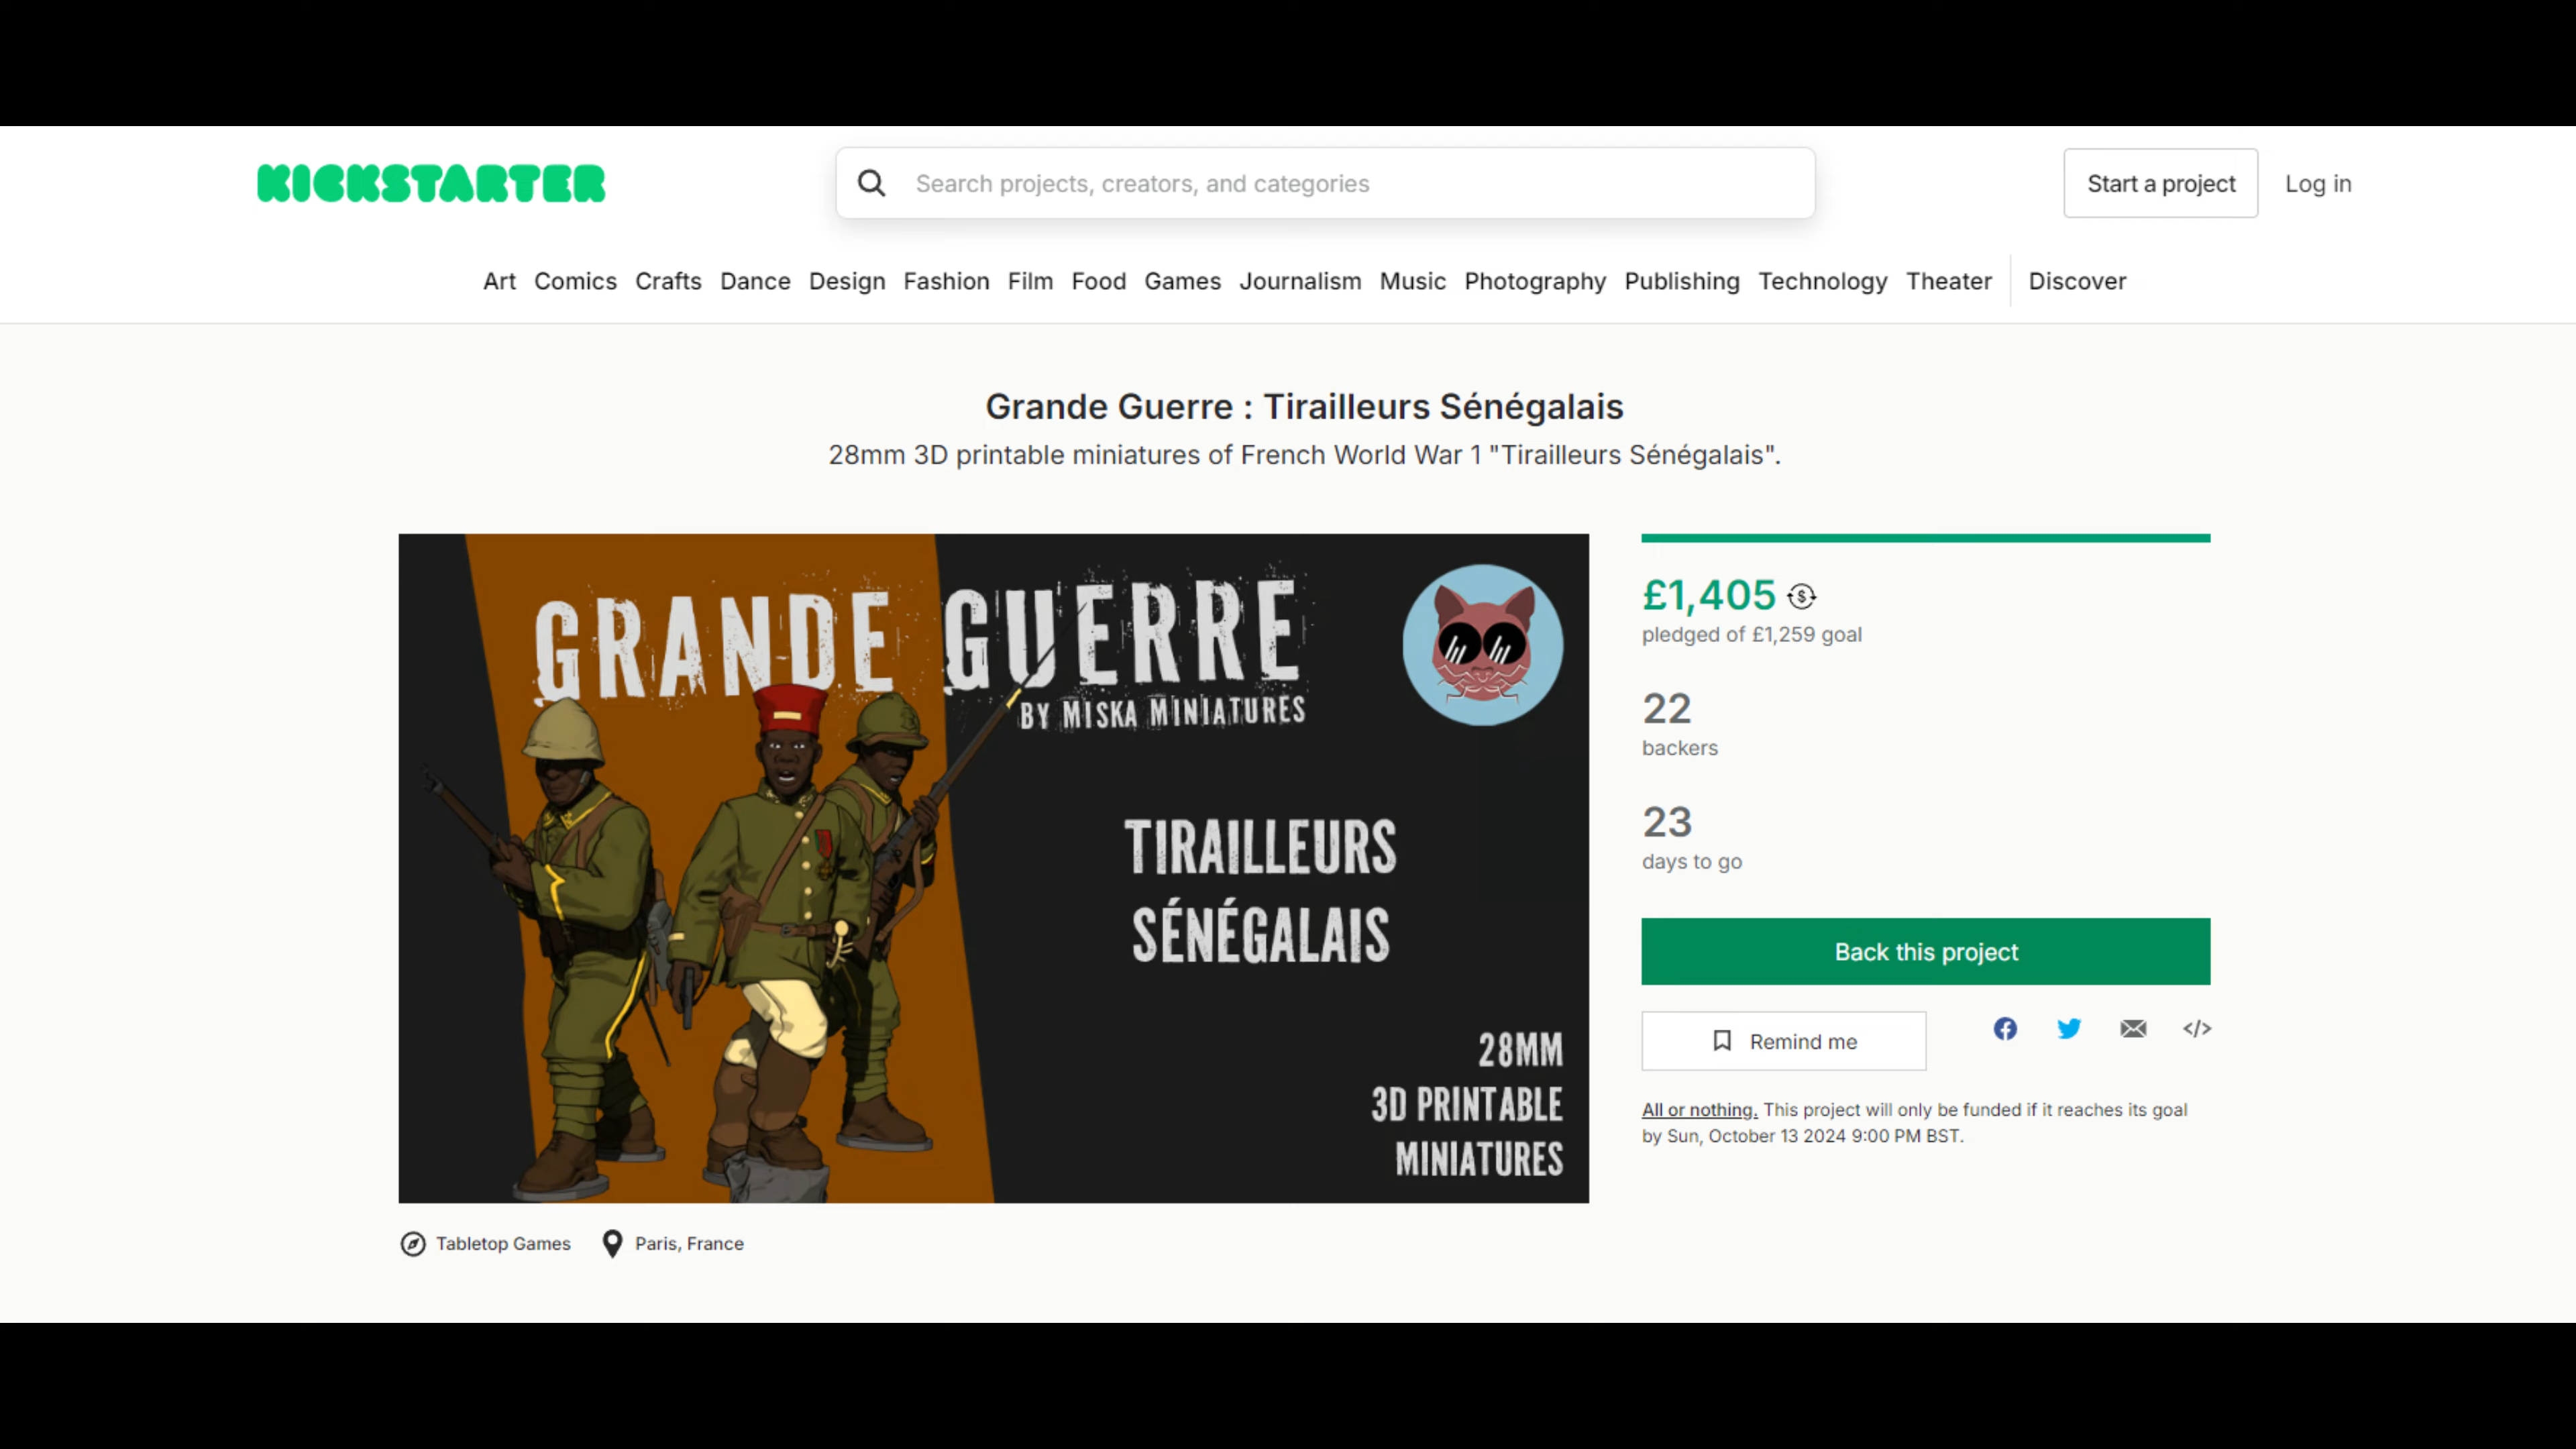 KICKSTARTER
Search projects, creators, and categories
Start a project
Log in
Art Comics Crafts Dance Design Fashion Film Food Games Journalism Music Photography Publishing Technology Theater Discover
Grande Guerre : Tirailleurs Sénégalais
28mm 3D printable miniatures of French World War 1 "Tirailleurs Sénégalais".
GRANDE GUERRE
BY MISKA MINIATURES
TIRAILLEURS
SÉNÉGALAIS
28MM
3D PRINTABLE
MINIATURES
Tabletop Games
Paris, France
£1,405
pledged of £1,259 goal
22
backers
23
days to go
Back this project
Remind me
All or nothing. This project will only be funded if it reaches its goal
by Sun, October 13 2024 9:00 PM BST.